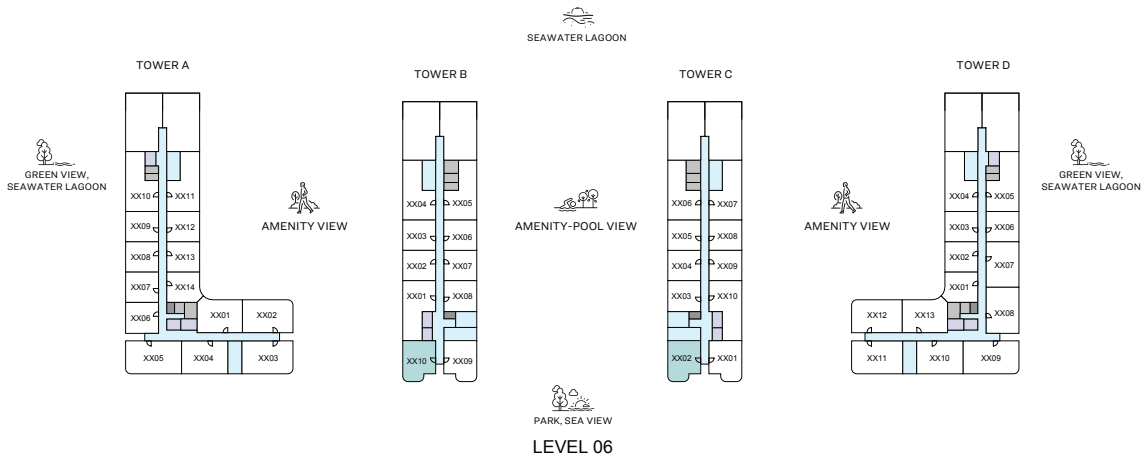 SEAWATER LAGOON
TOWER A
TOWER B
TOWER C
TOWER D
GREEN VIEW,
SEAWATER LAGOON
AMENITY VIEW
AMENITY-POOL VIEW
AMENITY VIEW
GREEN VIEW,
SEAWATER LAGOON
XX10 XX11
XX09 XX12
XX08 XX13
XX07 XX14
XX06
XX01 XX02
XX05 XX04 XX03
XX04 XX05
XX03 XX06
XX02 XX07
XX01 XX08
XX10 XX09
XX06 XX07
XX05 XX08
XX04 XX09
XX03 XX10
XX02 XX01
XX04 XX05
XX03 XX06
XX02 XX07
XX01
XX08
XX12 XX13
XX11 XX10 XX09
PARK, SEA VIEW
LEVEL 06